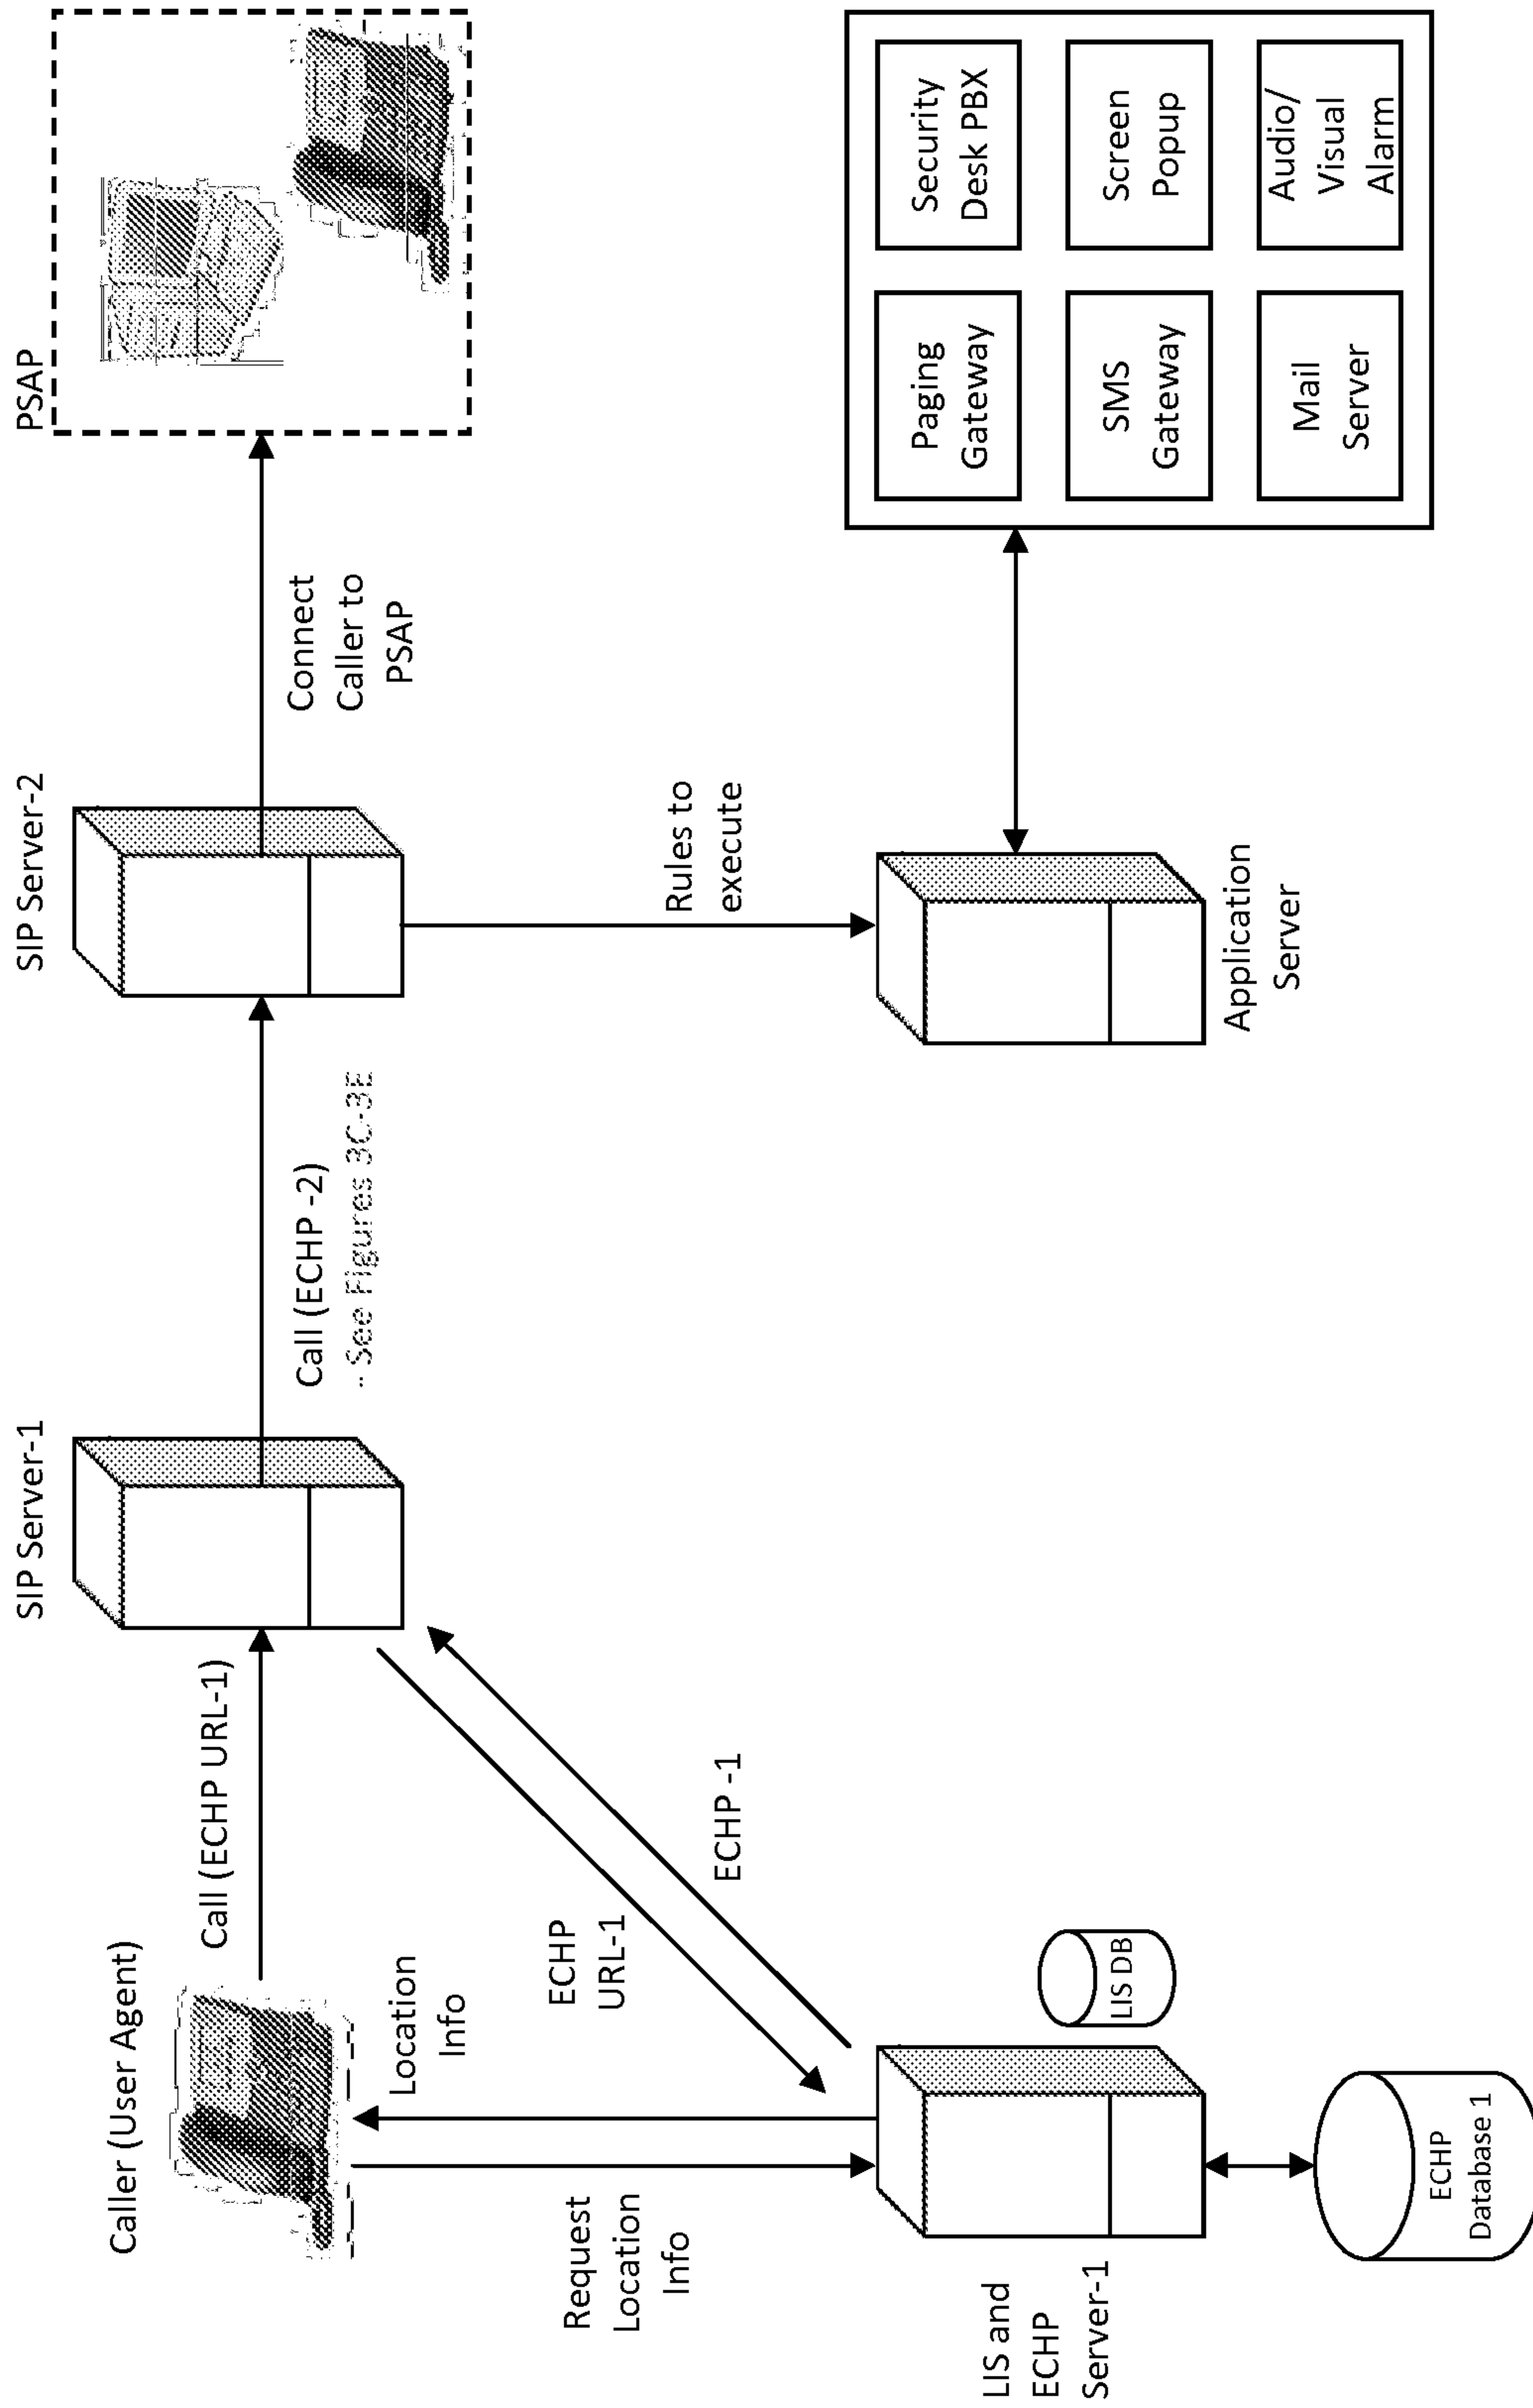 Caller (User Agent)
Call (ECHP URL-1)
SIP Server-1
Call (ECHP -2)
- See Figures 3C-3E
SIP Server-2
Connect
Caller to
PSAP
PSAP
Request
Location
Info
Location
Info
ECHP
URL-1
ECHP -1
Rules to
execute
LIS and
ECHP
Server-1
LIS DB
ECHP
Database 1
Application
Server
Paging
Gateway
Security
Desk PBX
SMS
Gateway
Screen
Popup
Mail
Server
Audio/
Visual
Alarm